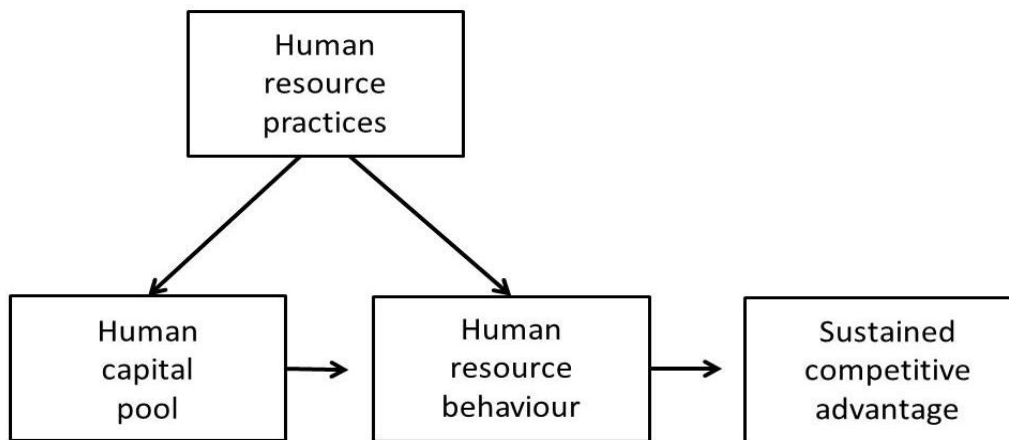 Human
resource
practices
Human
capital
pool
Human
resource
behaviour
Sustained
competitive
advantage